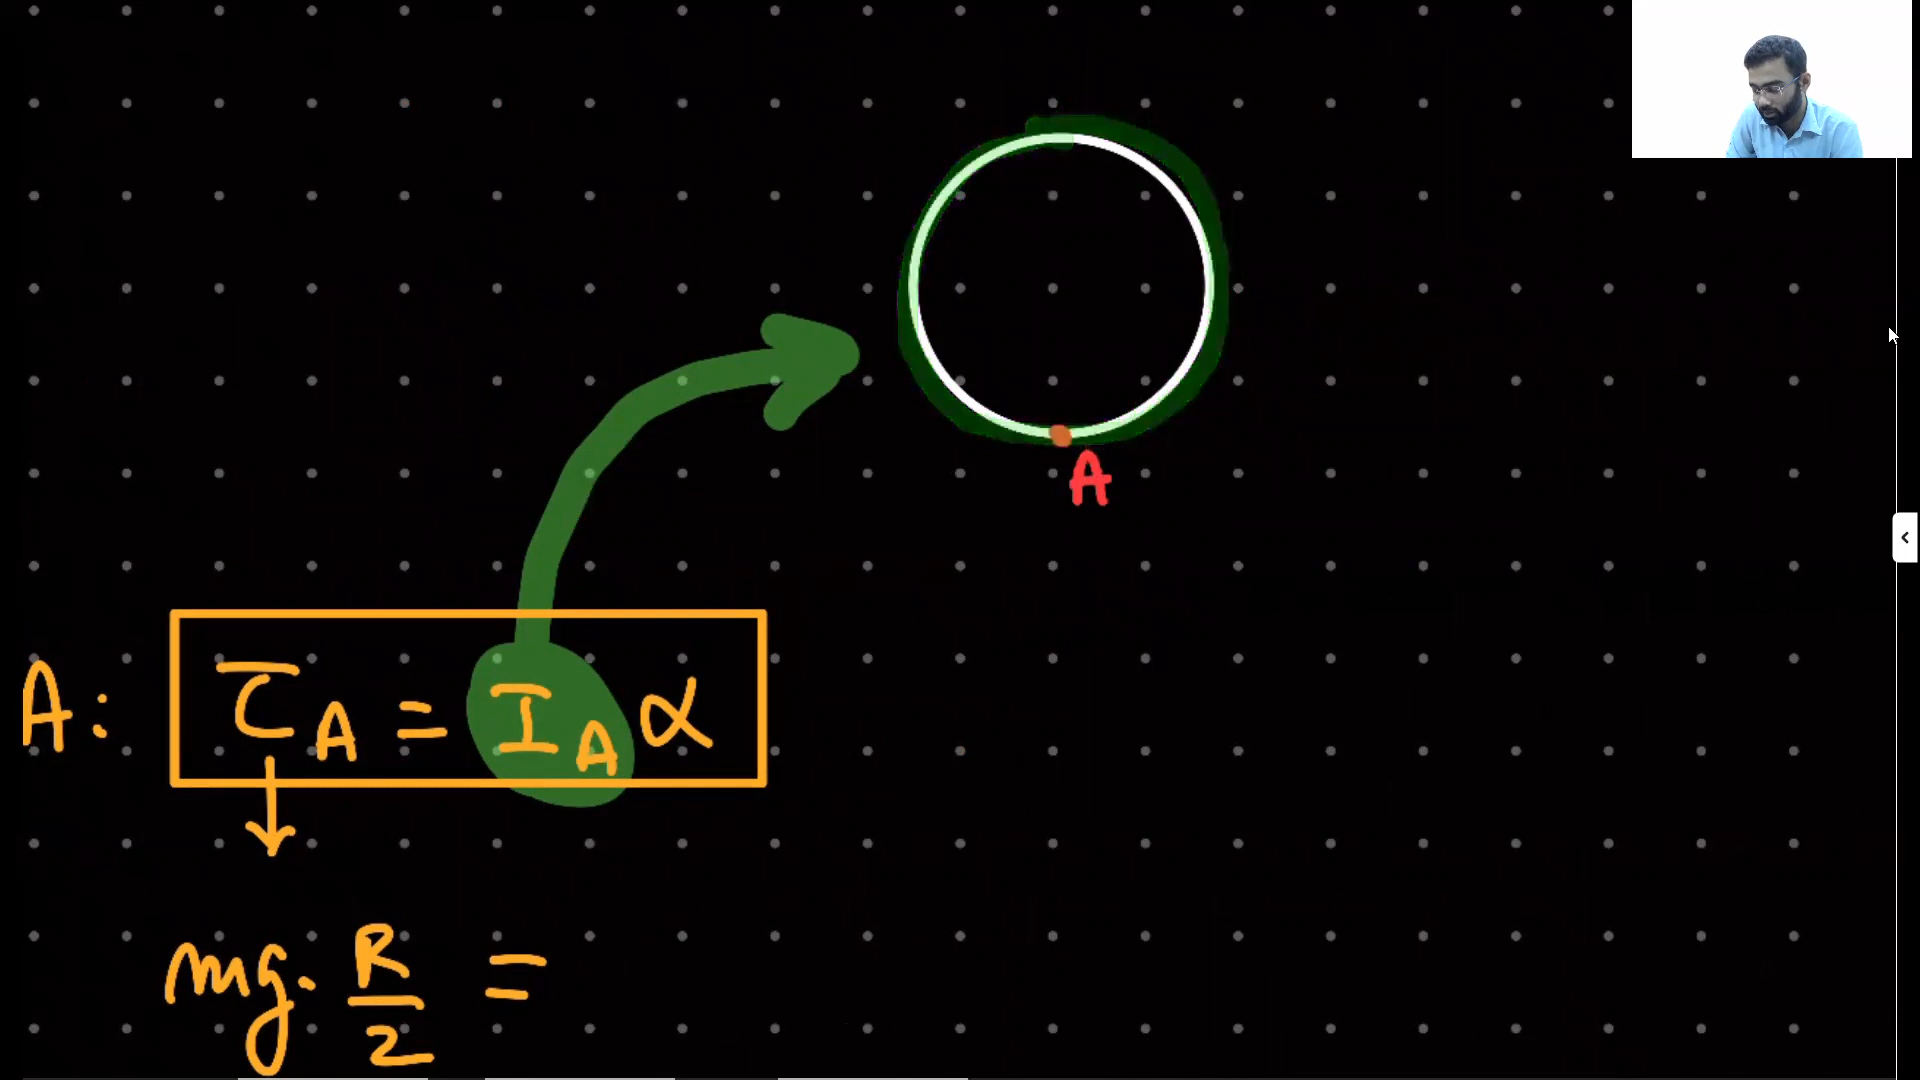 A
A: τ_A = I_A α
mg. R/2 =